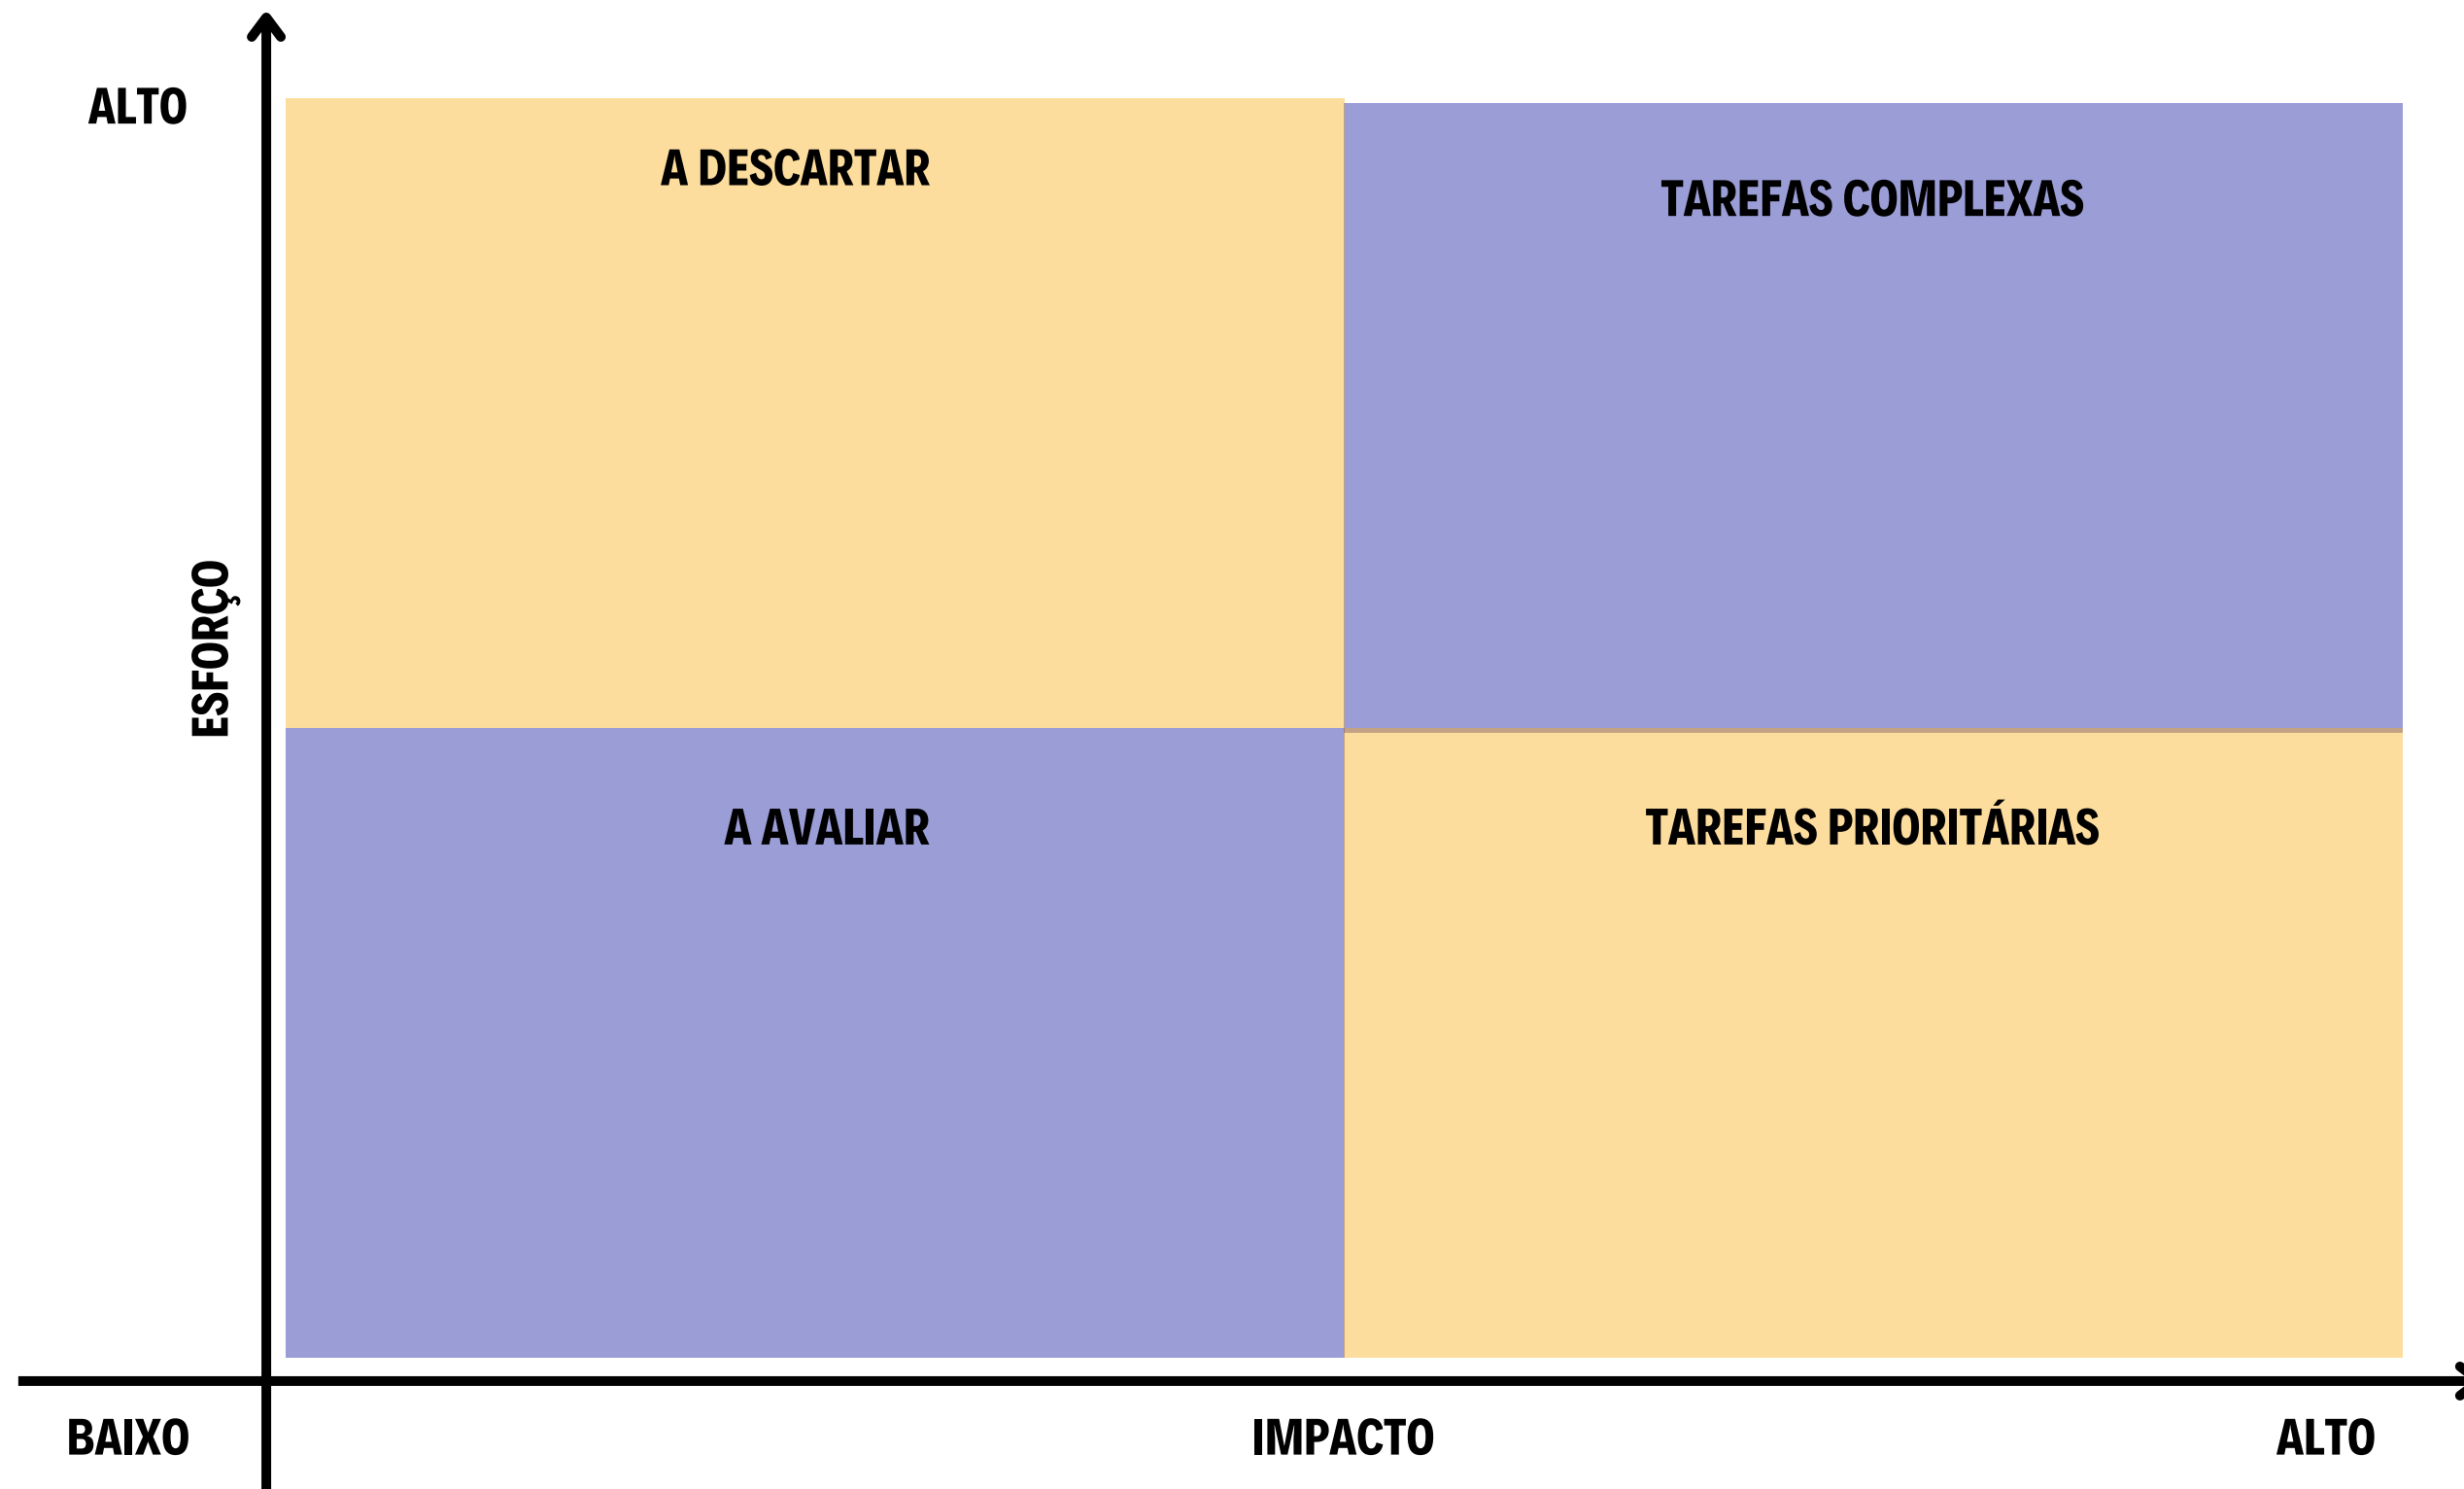 ALTO
A DESCARTAR
TAREFAS COMPLEXAS
ESFORÇO
A AVALIAR
TAREFAS PRIORITÁRIAS
BAIXO
IMPACTO
ALTO